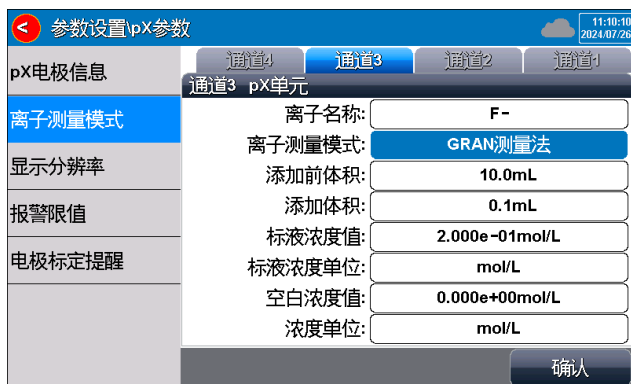 参数设置\pX参数
11:10:10
2024/07/26
pX电极信息
离子测量模式
显示分辨率
报警限值
电极标定提醒
通道4 通道3 通道2 通道1
通道3 pX单元
离子名称: F-
离子测量模式: GRAN测量法
添加前体积: 10.0mL
添加体积: 0.1mL
标液浓度值: 2.000e-01mol/L
标液浓度单位: mol/L
空白浓度值: 0.000e+00mol/L
浓度单位: mol/L
确认